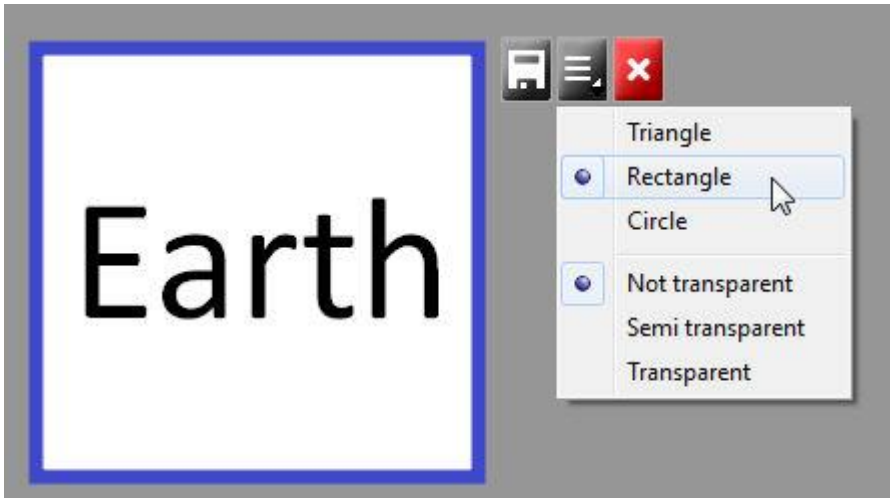 Earth
Triangle
Rectangle
Circle
Not transparent
Semi transparent
Transparent